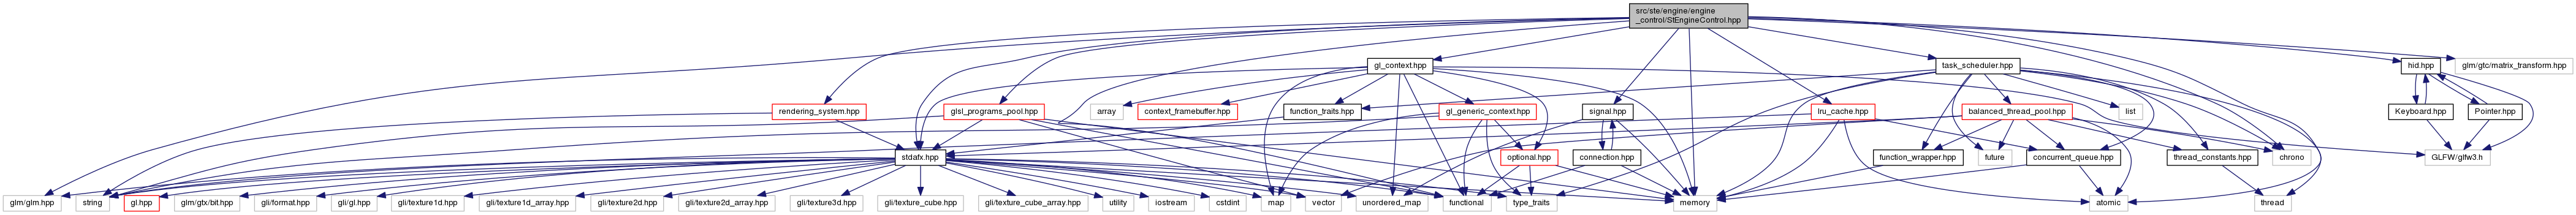 src/ste/engine/engine
_control/StEngineControl.hpp
gl_context.hpp
task_scheduler.hpp
hid.hpp
glm/gtc/matrix_transform.hpp
rendering_system.hpp
glsl_programs_pool.hpp
array
context_framebuffer.hpp
function_traits.hpp
gl_generic_context.hpp
signal.hpp
lru_cache.hpp
balanced_thread_pool.hpp
list
Keyboard.hpp
Pointer.hpp
stdafx.hpp
optional.hpp
connection.hpp
function_wrapper.hpp
future
concurrent_queue.hpp
thread_constants.hpp
chrono
GLFW/glfw3.h
glm/glm.hpp
string
gl.hpp
glm/gtx/bit.hpp
gli/format.hpp
gli/gl.hpp
gli/texture1d.hpp
gli/texture1d_array.hpp
gli/texture2d.hpp
gli/texture2d_array.hpp
gli/texture3d.hpp
gli/texture_cube.hpp
gli/texture_cube_array.hpp
utility
iostream
cstdint
map
vector
unordered_map
functional
type_traits
memory
atomic
thread